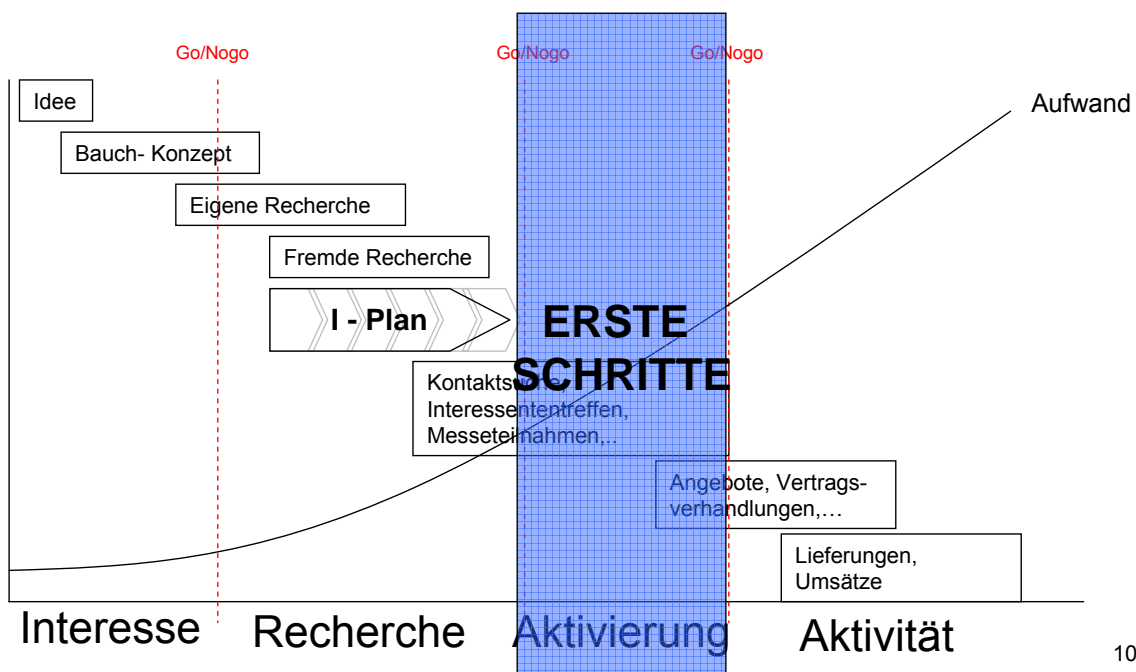 Go/Nogo Go/Nogo Go/Nogo
Idee
Aufwand
Bauch- Konzept
Eigene Recherche
Fremde Recherche
I - Plan
ERSTE
SCHRITTE
Kontaktsuche,
Interessententreffen,
Messeteilnahmen,..
Angebote, Vertrags-
verhandlungen,…
Lieferungen,
Umsätze
Interesse Recherche Aktivierung Aktivität
10